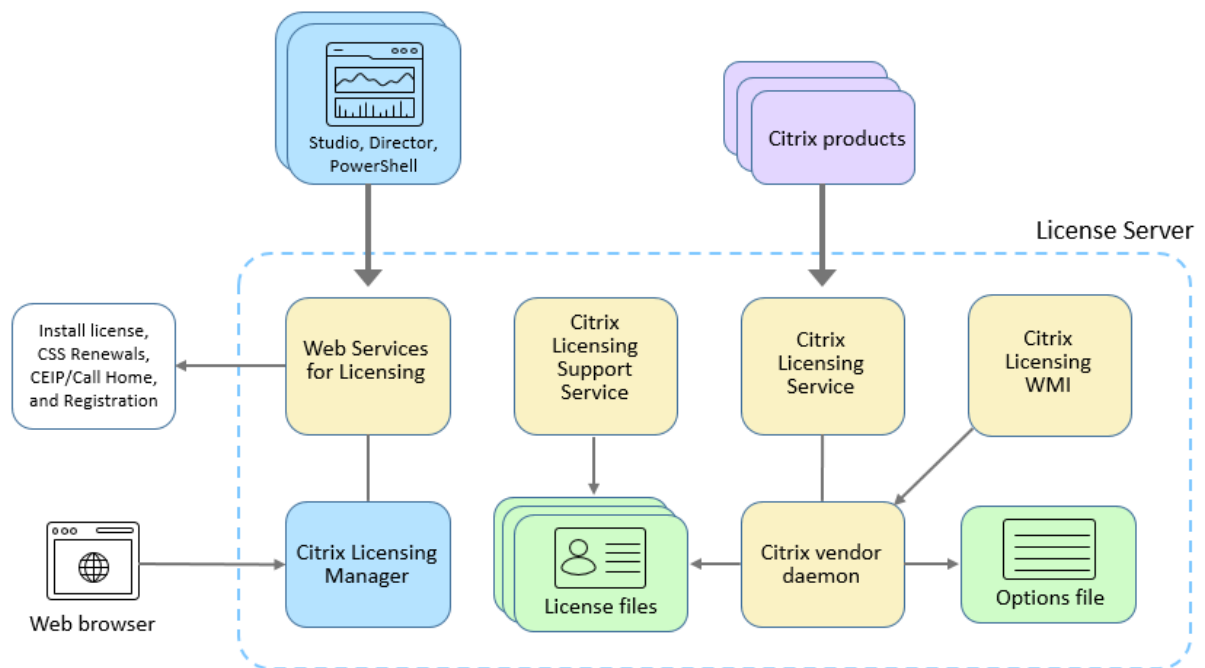 Studio, Director,
PowerShell
Citrix products
License Server
Install license,
CSS Renewals,
CEIP/Call Home,
and Registration
Web Services
for Licensing
Citrix
Licensing
Support
Service
Citrix
Licensing
Service
Citrix
Licensing
WMI
Web browser
Citrix Licensing
Manager
License files
Citrix vendor
daemon
Options file